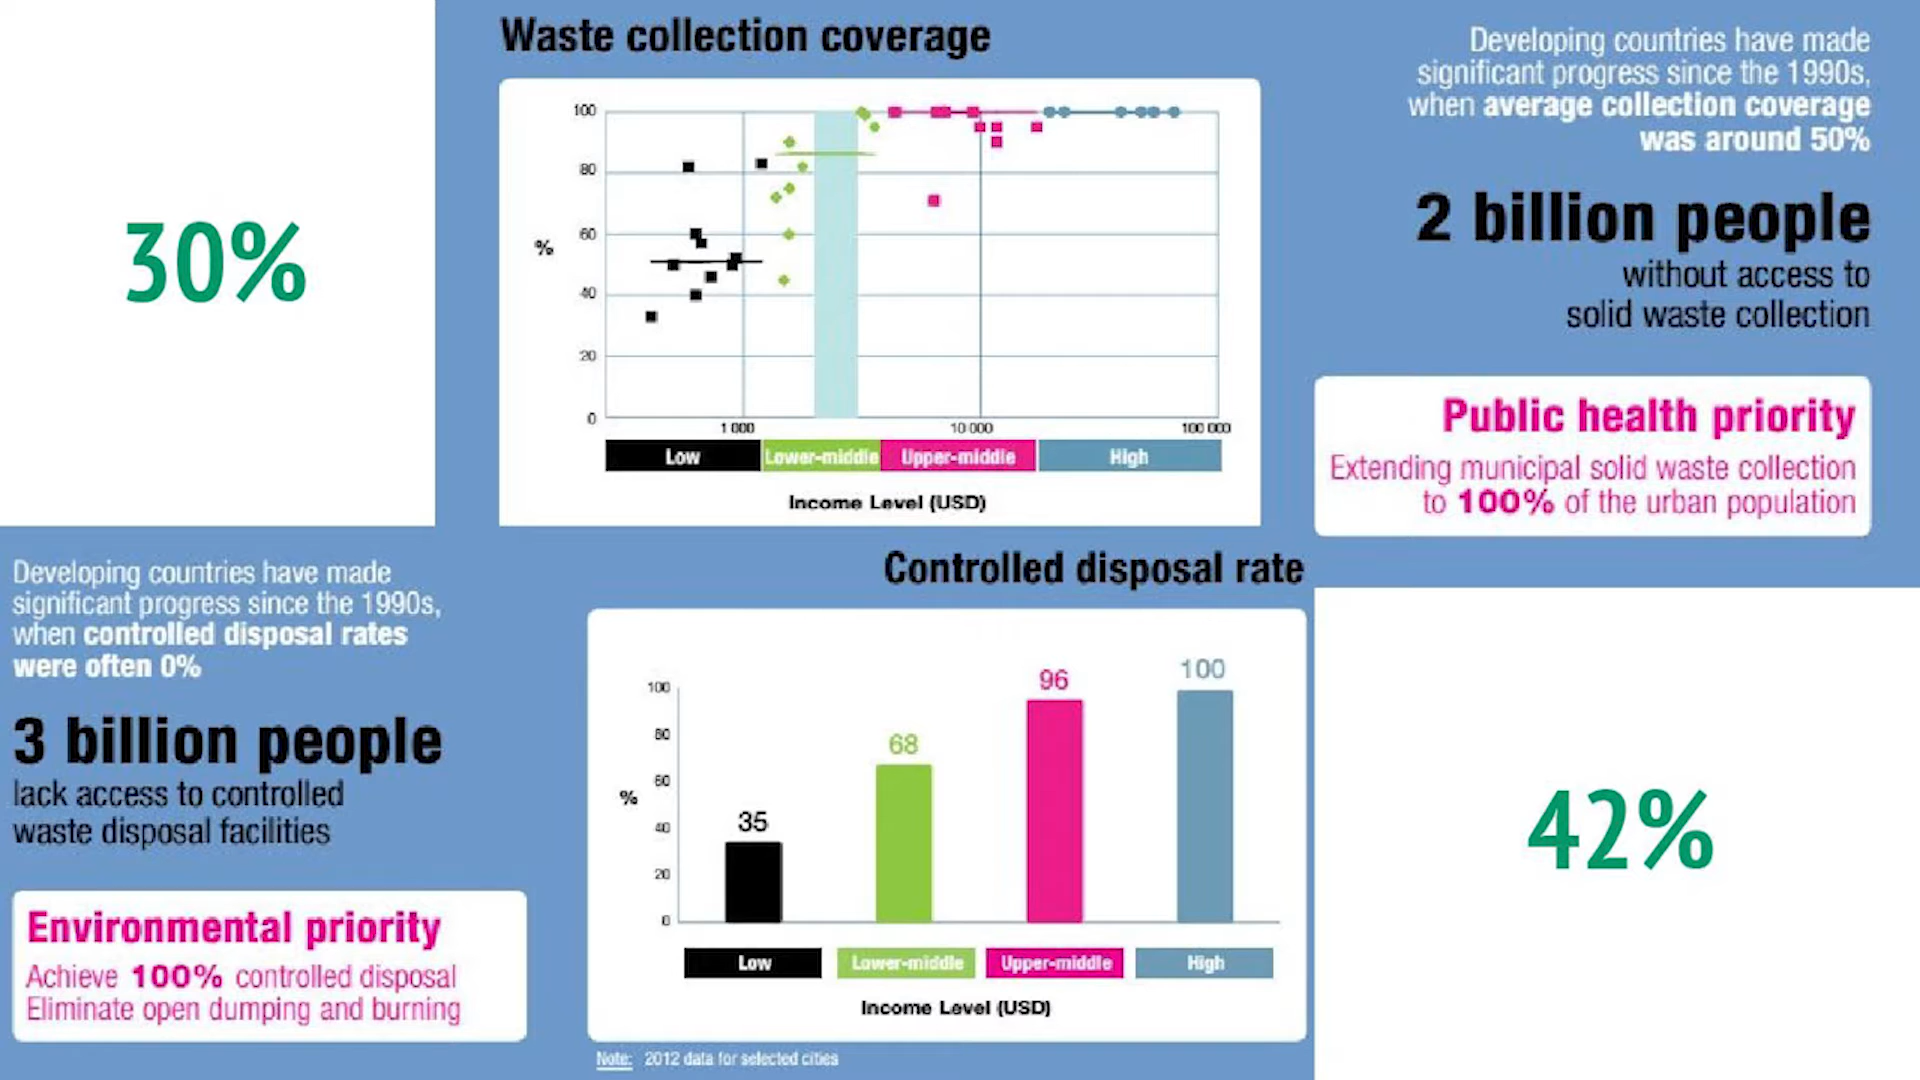 Waste collection coverage
100
80
60
40
20
0
%
1 000
10 000
100 000
Low
Lower-middle
Upper-middle
High
Income Level (USD)
30%
Developing countries have made
significant progress since the 1990s,
when average collection coverage
was around 50%
2 billion people
without access to
solid waste collection
Public health priority
Extending municipal solid waste collection
to 100% of the urban population
Developing countries have made
significant progress since the 1990s,
when controlled disposal rates
were often 0%
3 billion people
lack access to controlled
waste disposal facilities
Environmental priority
Achieve 100% controlled disposal
Eliminate open dumping and burning
Controlled disposal rate
100
80
60
40
20
0
%
35
68
96
100
Low
Lower-middle
Upper-middle
High
Income Level (USD)
Note: 2012 data for selected cities
42%